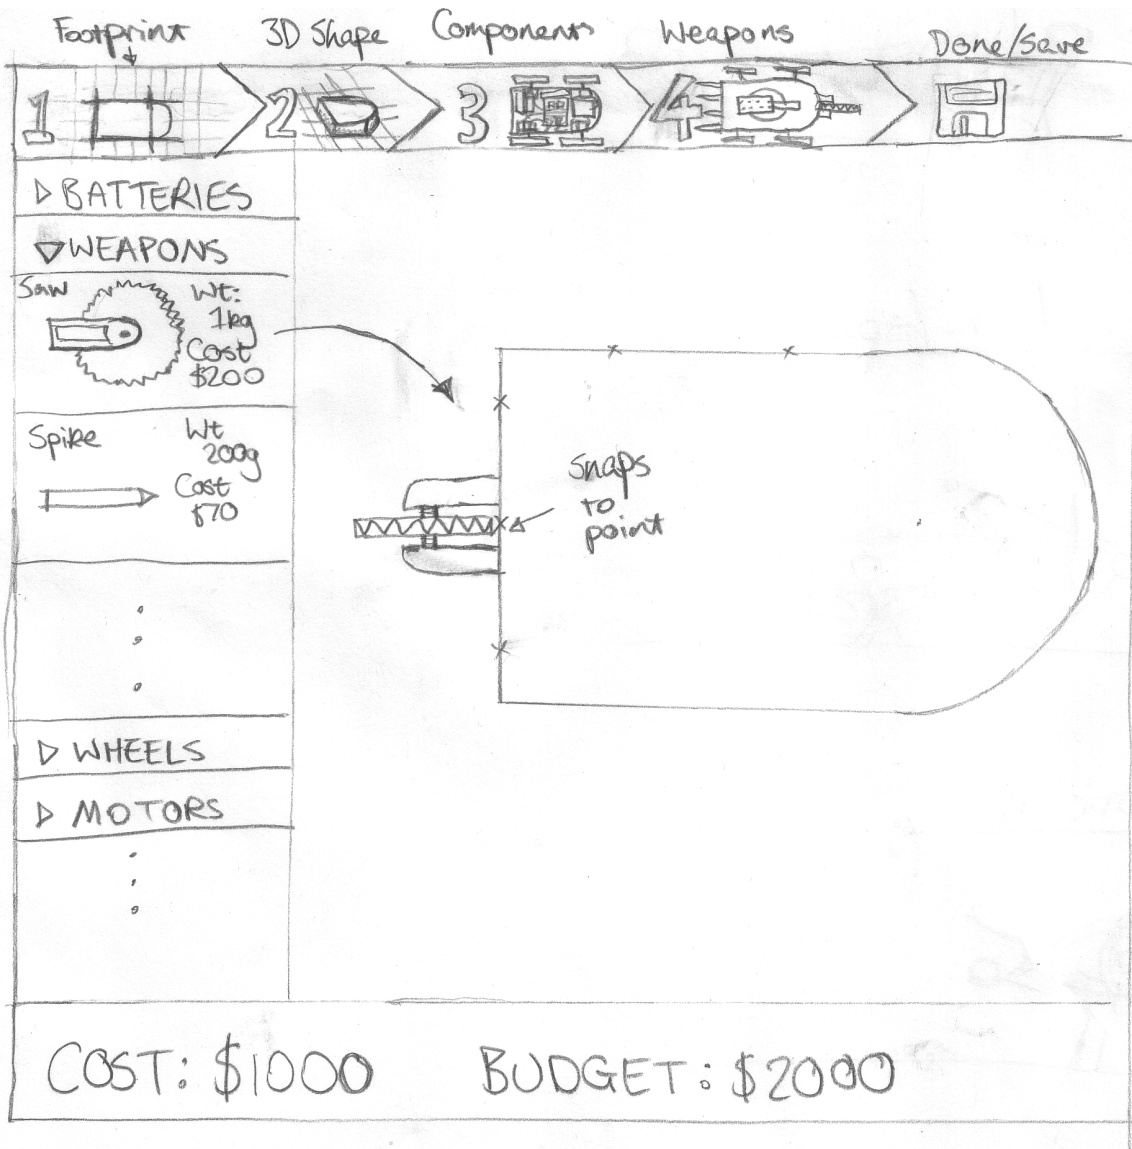 Footprint
3D Shape
Components
Weapons
Done/Save
1
2
3
4
BATTERIES
WEAPONS
Saw
Wt:
1kg
Cost
$200
Spike
Wt
200g
Cost
$70
Snaps
to
point
WHEELS
MOTORS
COST: $1000
BUDGET: $2000